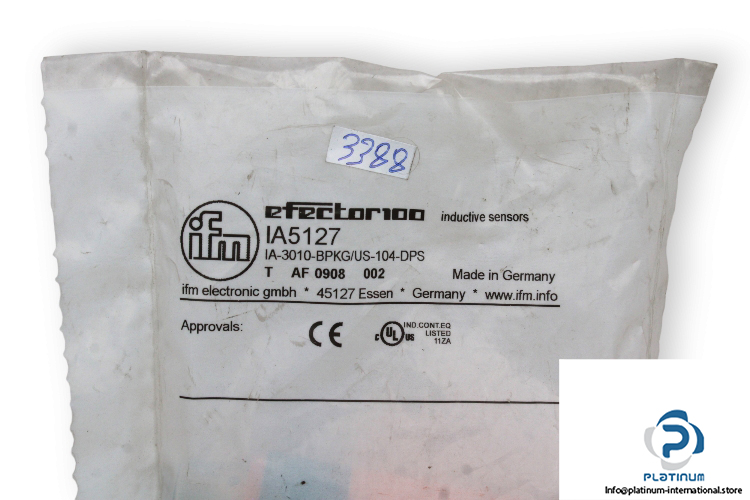 3388
ifm
efector100 inductive sensors
IA5127
IA-3010-BPKG/US-104-DPS
T AF 0908 002 Made in Germany
ifm electronic gmbh * 45127 Essen * Germany * www.ifm.info
Approvals: CE c UL US IND.CONT.EQ
LISTED
11ZA
PLATINUM
Info@platinum-international.store